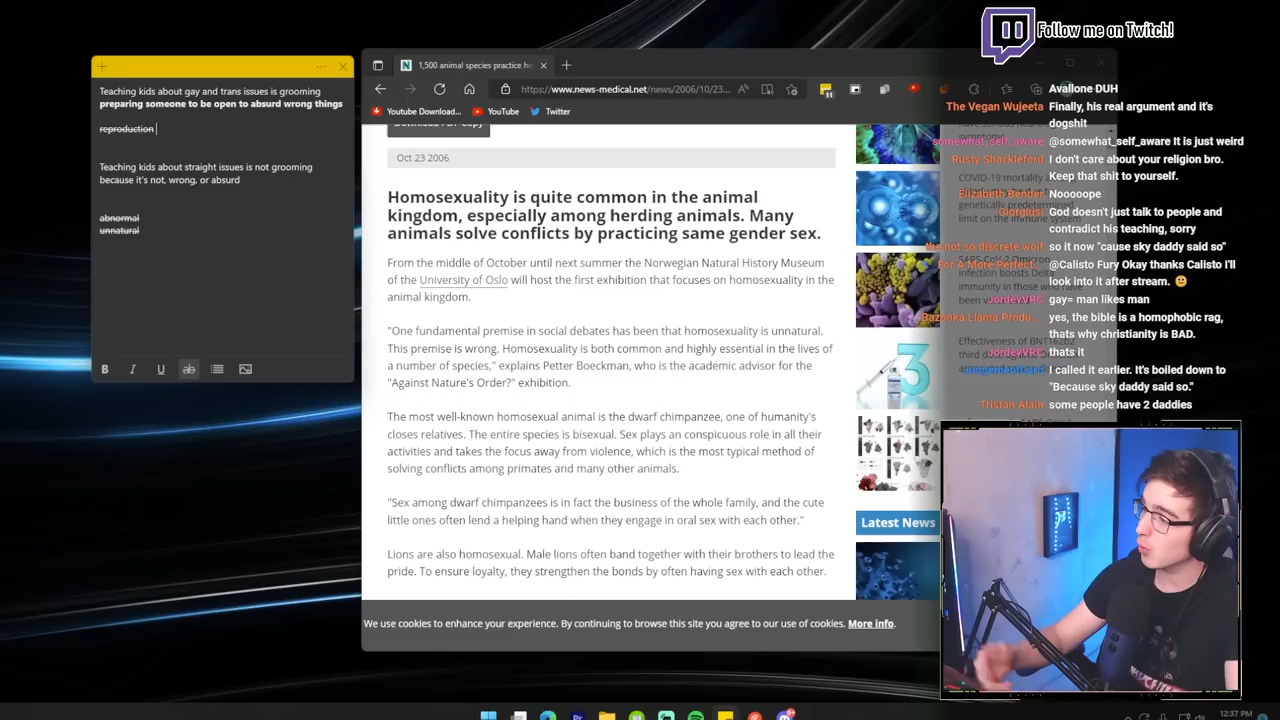 Follow me on Twitch!
Teaching kids about gay and trans issues is grooming
preparing someone to be open to absurd wrong things
reproduction
Teaching kids about straight issues is not grooming
because it's not, wrong, or absurd
abnormal
unnatural
1,500 animal species practice ho
https://www.news-medical.net/news/2006/10/23...
Youtube Download...
YouTube
Twitter
Oct 23 2006
Homosexuality is quite common in the animal
kingdom, especially among herding animals. Many
animals solve conflicts by practicing same gender sex.
From the middle of October until next summer the Norwegian Natural History Museum
of the University of Oslo will host the first exhibition that focuses on homosexuality in the
animal kingdom.
"One fundamental premise in social debates has been that homosexuality is unnatural.
This premise is wrong. Homosexuality is both common and highly essential in the lives of
a number of species," explains Petter Boeckman, who is the academic advisor for the
"Against Nature's Order?" exhibition.
The most well-known homosexual animal is the dwarf chimpanzee, one of humanity's
closes relatives. The entire species is bisexual. Sex plays an conspicuous role in all their
activities and takes the focus away from violence, which is the most typical method of
solving conflicts among primates and many other animals.
"Sex among dwarf chimpanzees is in fact the business of the whole family, and the cute
little ones often lend a helping hand when they engage in oral sex with each other."
Lions are also homosexual. Male lions often band together with their brothers to lead the
pride. To ensure loyalty, they strengthen the bonds by often having sex with each other.
Latest News
We use cookies to enhance your experience. By continuing to browse this site you agree to our use of cookies. More info.
Avallone DUH
The Vegan Wujeeta Finally, his real argument and it's
dogshit
somewhat_self_aware @somewhat_self_aware It is just weird
Rusty Shackleford I don't care about your religion bro.
Keep that shit to yourself.
Elizabeth Bender Nooooope
Giorgiusi God doesn't just talk to people and
contradict his teaching, sorry
the not so discrete wolf so it now "cause sky daddy said so"
For A More Perfect... @Calisto Fury Okay thanks Calisto I'll
look into it after stream.
JordeyVRC gay= man likes man
Bazooka Llama Produ... yes, the bible is a homophobic rag,
thats why christianity is BAD.
JordeyVRC thats it
I called it earlier. It's boiled down to
"Because sky daddy said so."
Tristan Alain some people have 2 daddies
12:37 PM